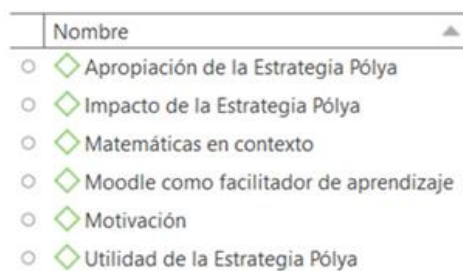 Nombre
Apropiación de la Estrategia Pólya
Impacto de la Estrategia Pólya
Matemáticas en contexto
Moodle como facilitador de aprendizaje
Motivación
Utilidad de la Estrategia Pólya